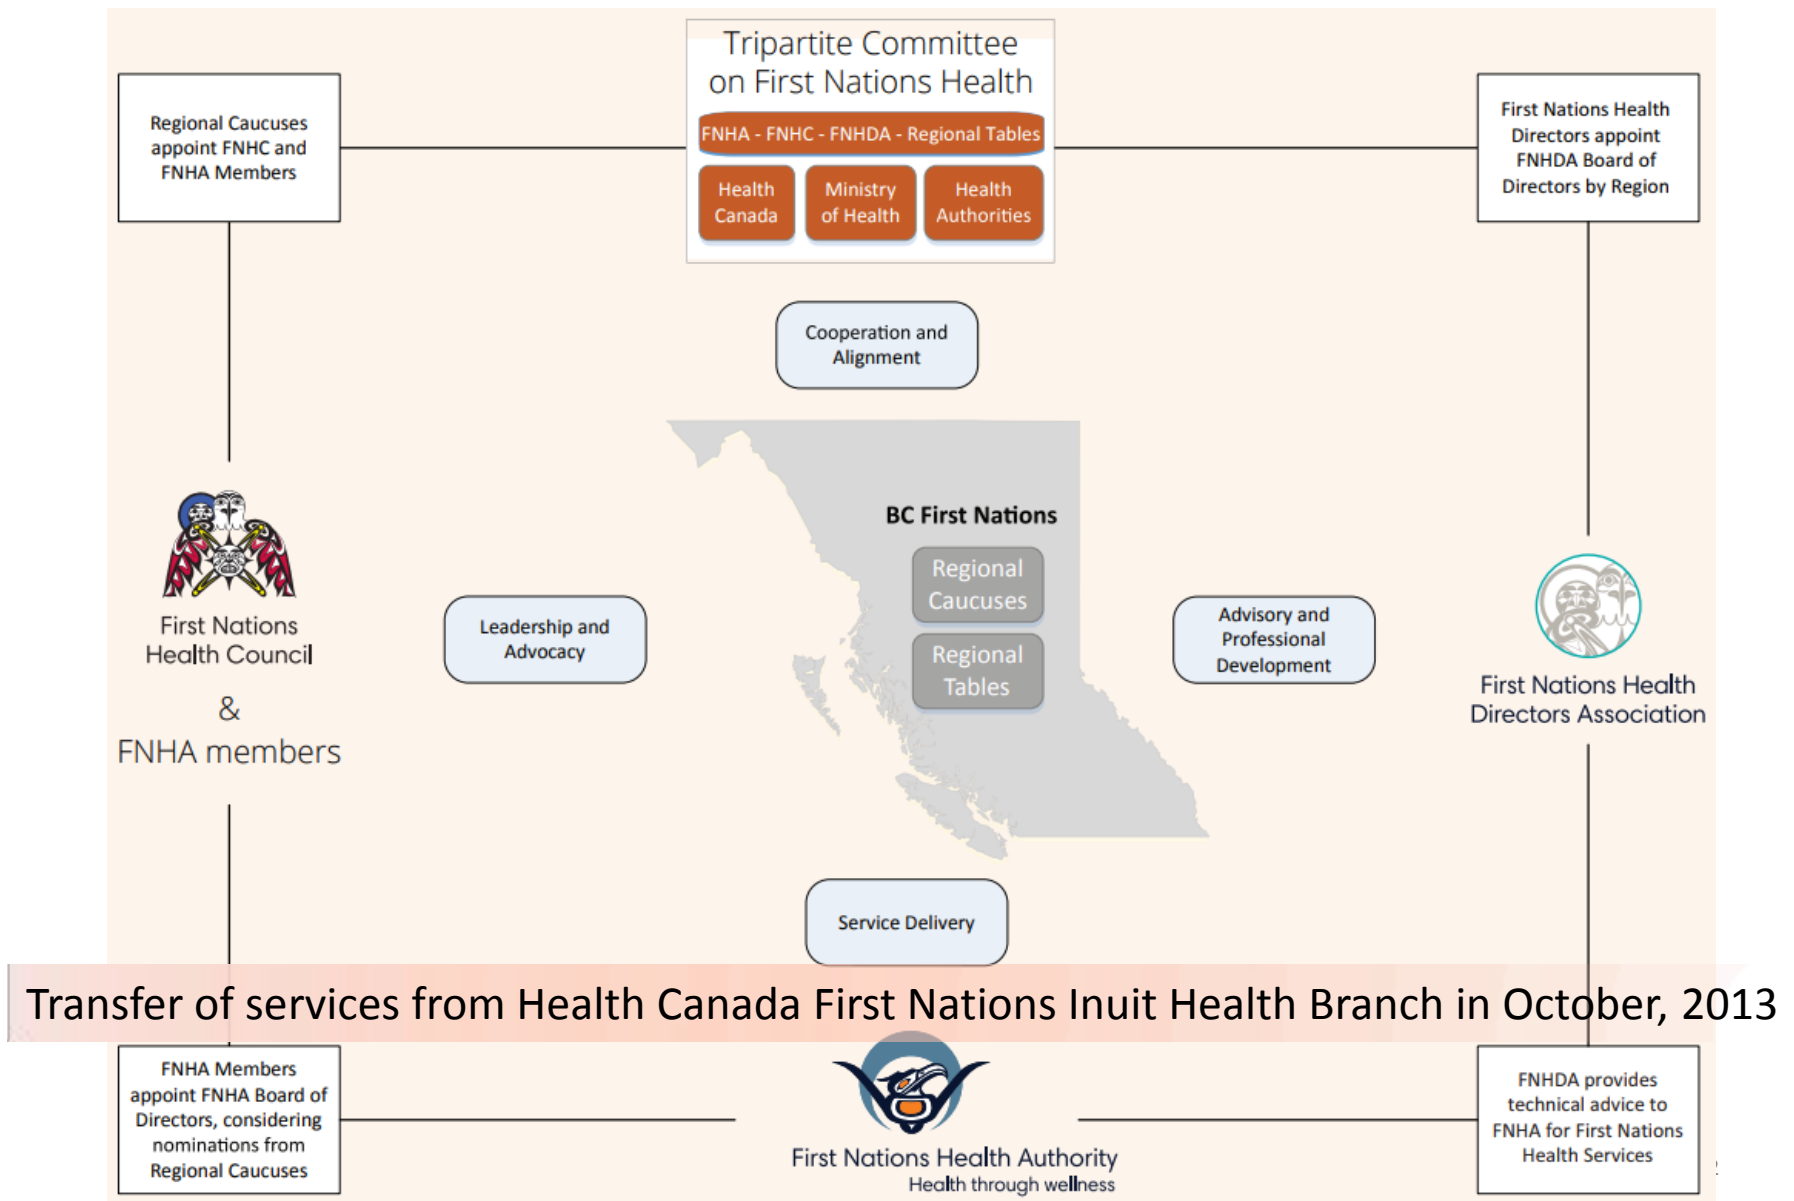 Tripartite Committee
on First Nations Health
FNHA - FNHC - FNHDA - Regional Tables
Health
Canada
Ministry
of Health
Health
Authorities
Regional Caucuses
appoint FNHC and
FNHA Members
First Nations Health
Directors appoint
FNHDA Board of
Directors by Region
Cooperation and
Alignment
BC First Nations
Regional
Caucuses
Regional
Tables
First Nations
Health Council
&
FNHA members
Leadership and
Advocacy
Advisory and
Professional
Development
First Nations Health
Directors Association
Service Delivery
Transfer of services from Health Canada First Nations Inuit Health Branch in October, 2013
FNHA Members
appoint FNHA Board of
Directors, considering
nominations from
Regional Caucuses
First Nations Health Authority
Health through wellness
FNHDA provides
technical advice to
FNHA for First Nations
Health Services